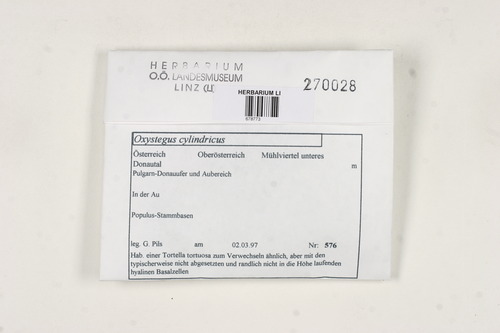 HERBARIUM
O.Ö. LANDESMUSEUM
LINZ (LI)
270028
HERBARIUM LI
Oxystegus cylindricus
Österreich Oberösterreich Mühlviertel unteres
Donautal m
Pulgarn-Donauufer und Aubereich
In der Au
Populus-Stammbasen
leg. G. Pils am 02.03.97 Nr: 576
Hab. einer Tortella tortuosa zum Verwechseln ähnlich, aber mit den
typischerweise nicht abgesetzten und randlich nicht in die Höhe laufenden
hyalinen Basalzellen